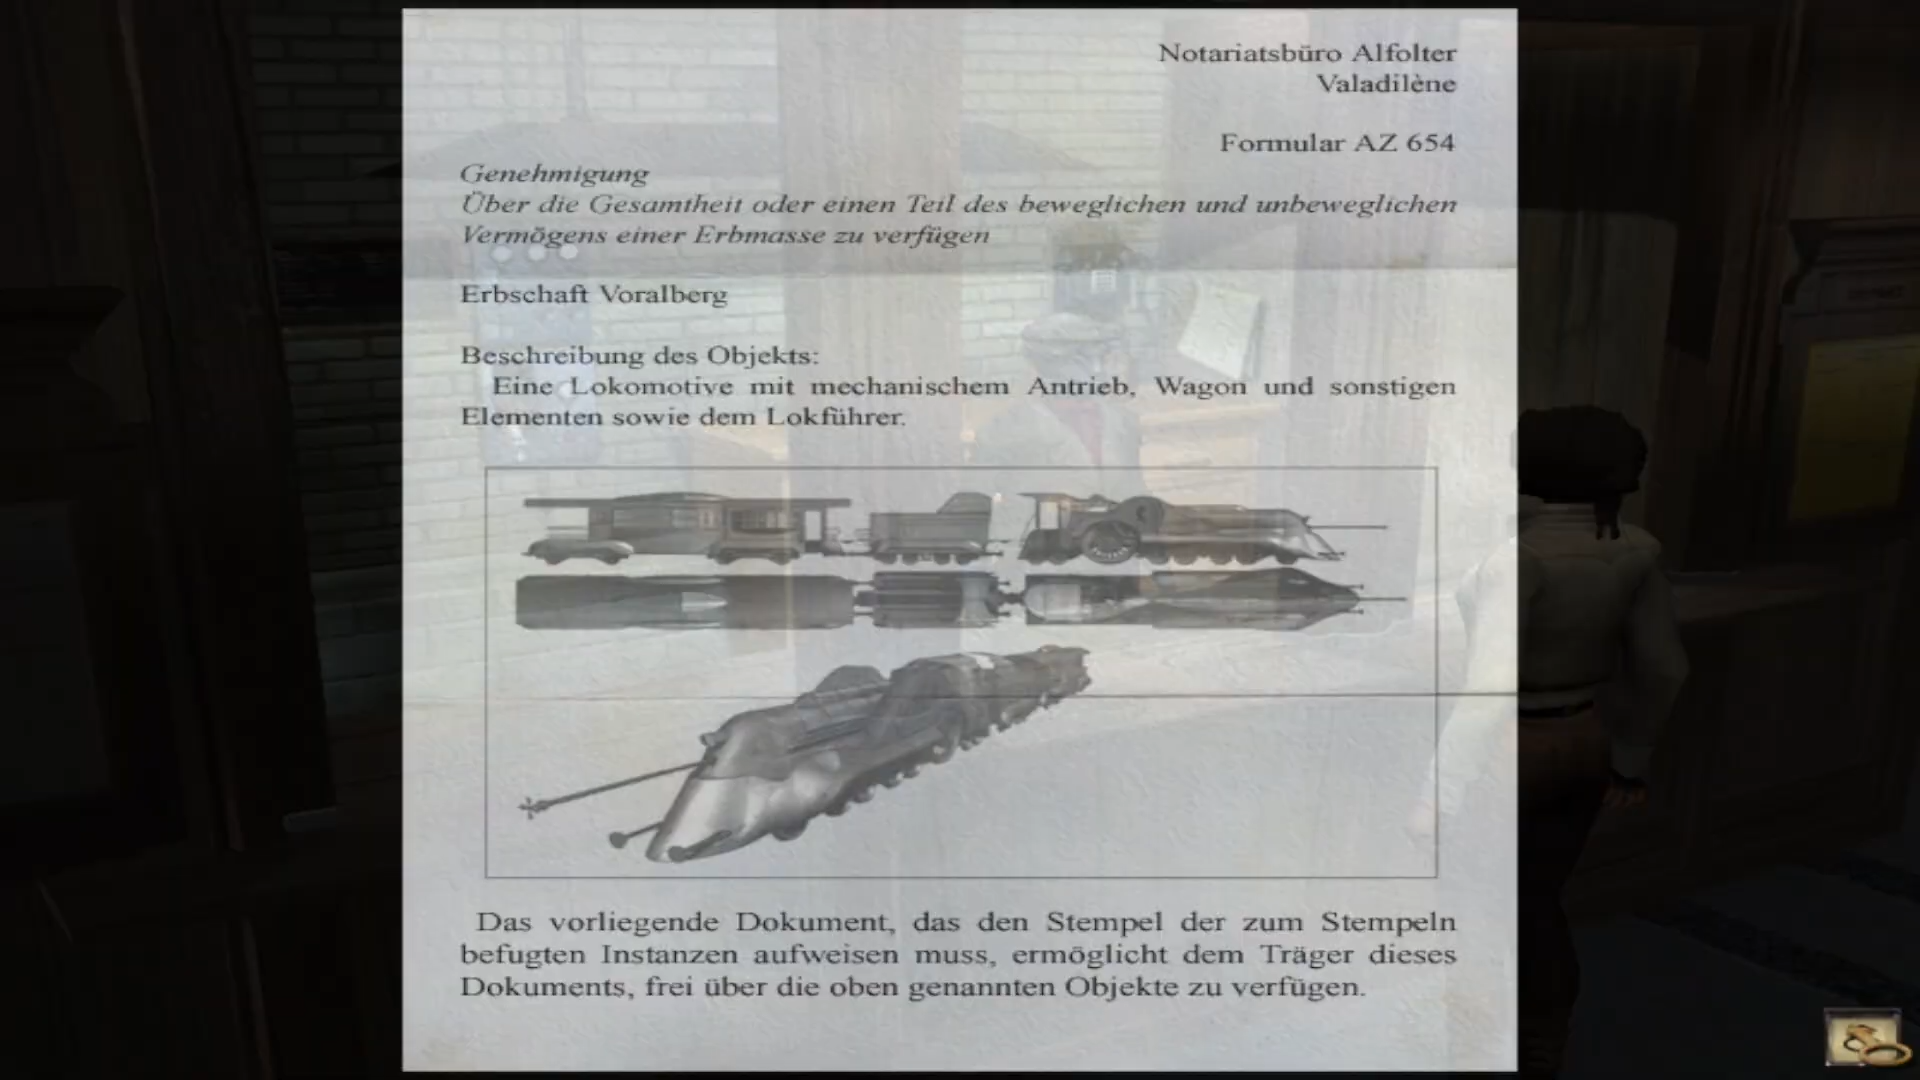 Notariatsbüro Alfolter
Valadilène
Formular AZ 654
Genehmigung
Über die Gesamtheit oder einen Teil des beweglichen und unbeweglichen
Vermögens einer Erbmasse zu verfügen
Erbschaft Voralberg
Beschreibung des Objekts:
Eine Lokomotive mit mechanischem Antrieb, Wagon und sonstigen
Elementen sowie dem Lokführer.
Das vorliegende Dokument, das den Stempel der zum Stempeln
befugten Instanzen aufweisen muss, ermöglicht dem Träger dieses
Dokuments, frei über die oben genannten Objekte zu verfügen.